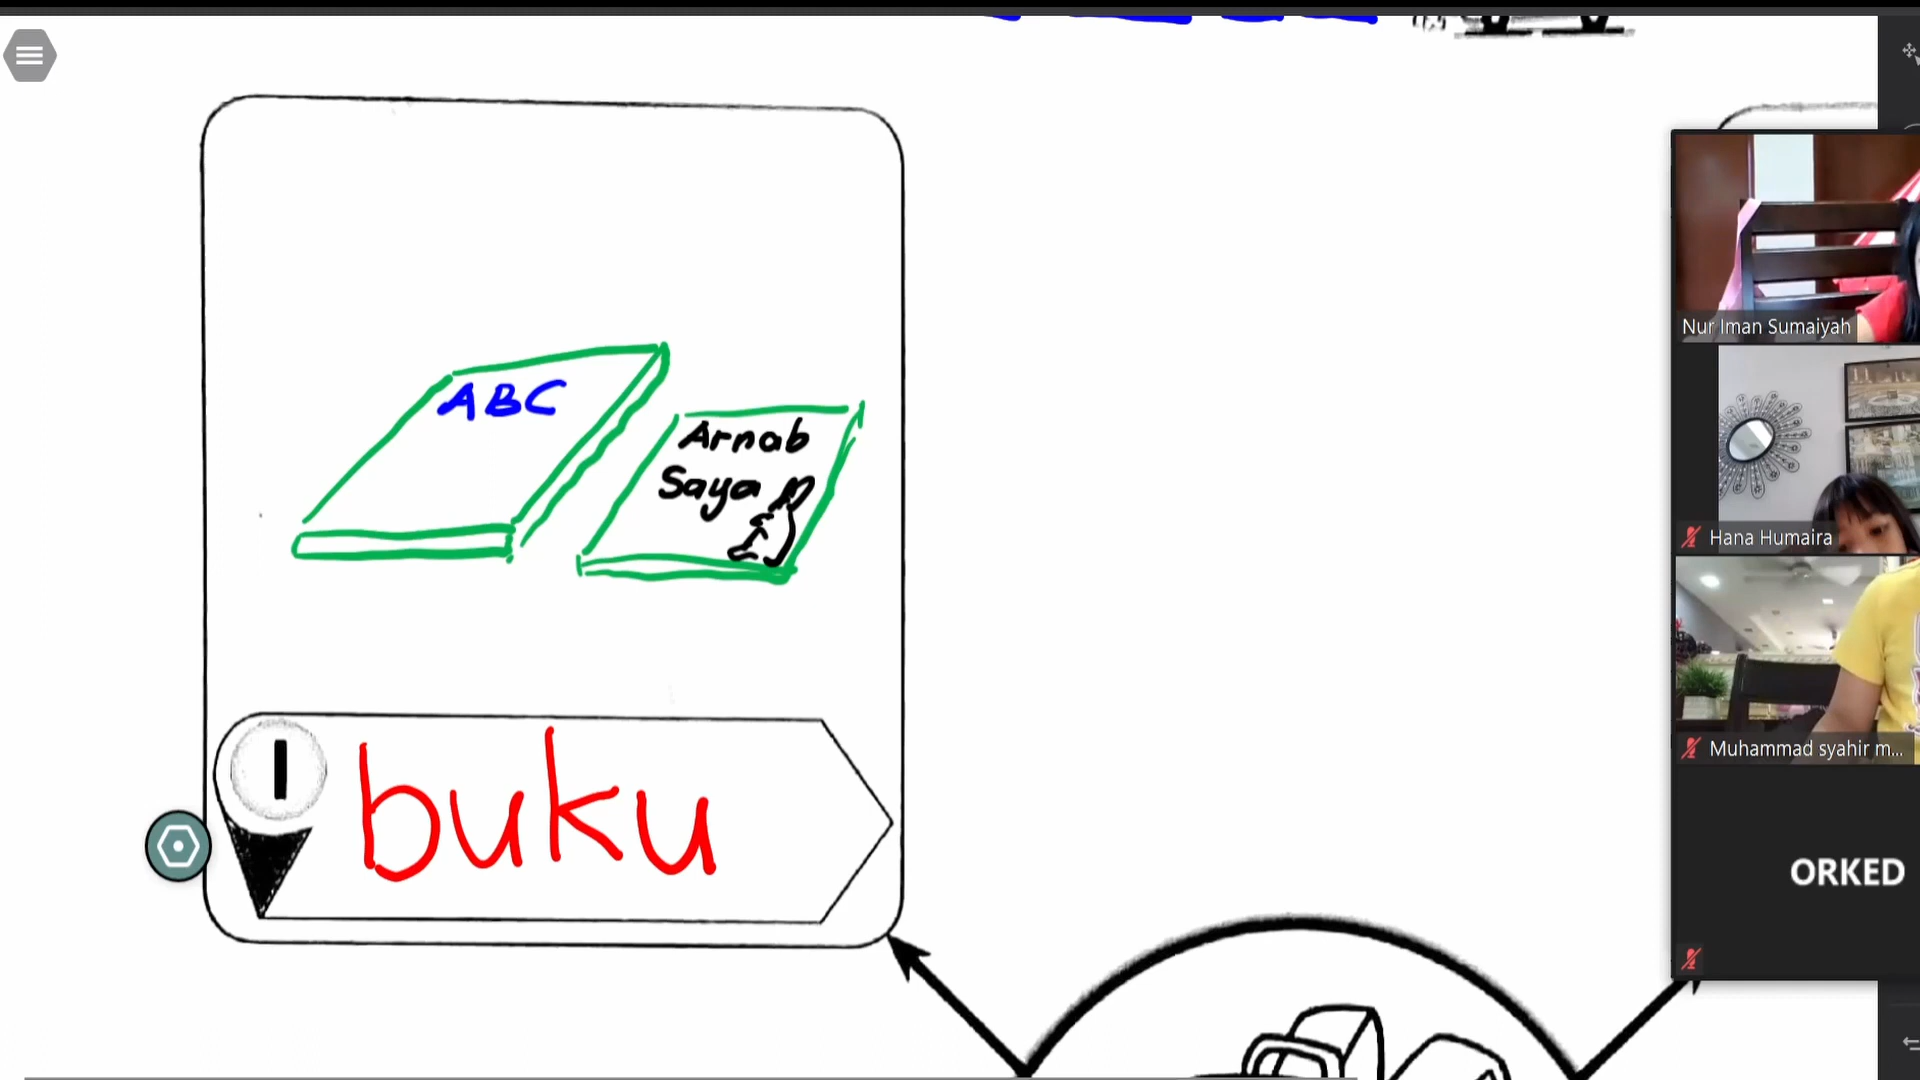 ABC
Arnab
Saya
1 buku
Nur Iman Sumaiyah
Hana Humaira
Muhammad syahir m...
ORKED